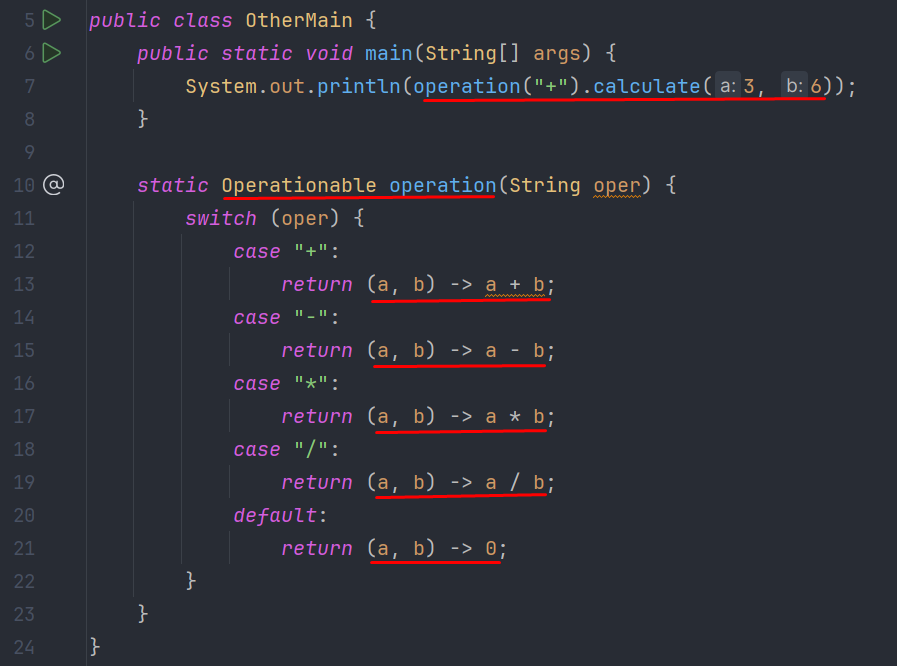 5 public class OtherMain {
6 public static void main(String[] args) {
7 System.out.println(operation("+").calculate( a: 3, b: 6));
8 }
9
10 @ static Operationable operation(String oper) {
11 switch (oper) {
12 case "+":
13 return (a, b) -> a + b;
14 case "-":
15 return (a, b) -> a - b;
16 case "*":
17 return (a, b) -> a * b;
18 case "/":
19 return (a, b) -> a / b;
20 default:
21 return (a, b) -> 0;
22 }
23 }
24 }